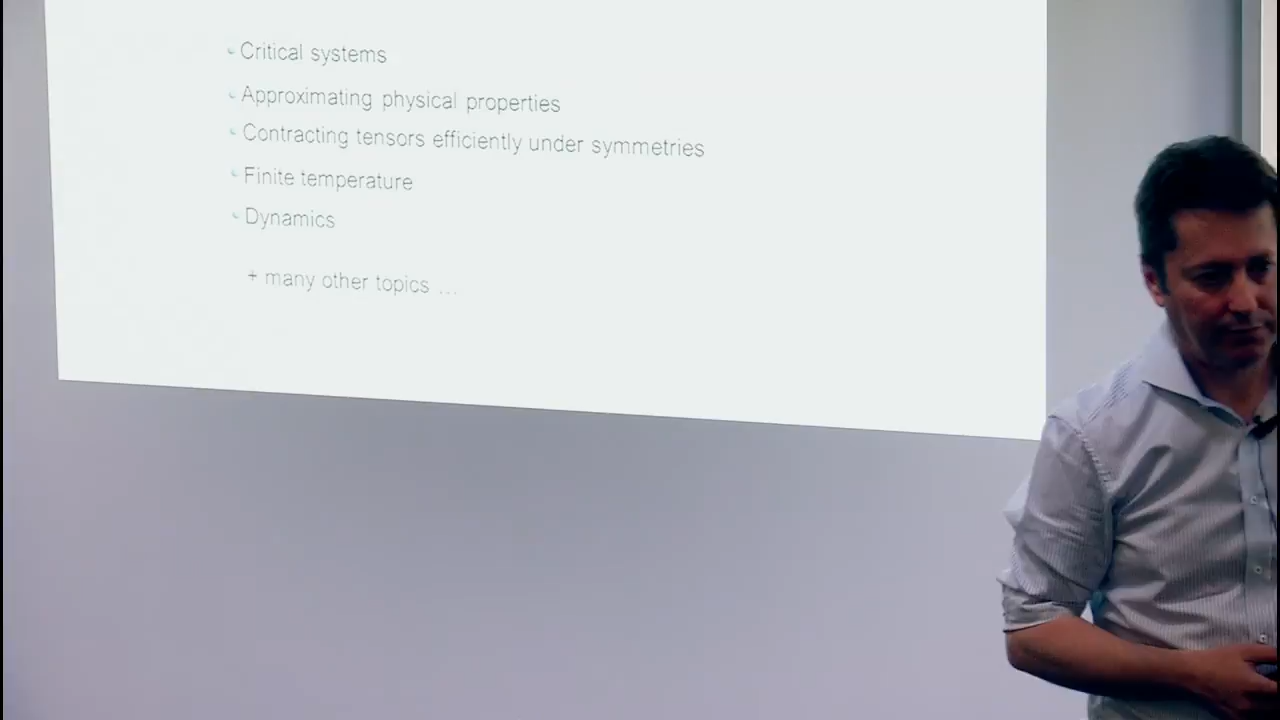 Critical systems
Approximating physical properties
Contracting tensors efficiently under symmetries
Finite temperature
Dynamics
+ many other topics ...